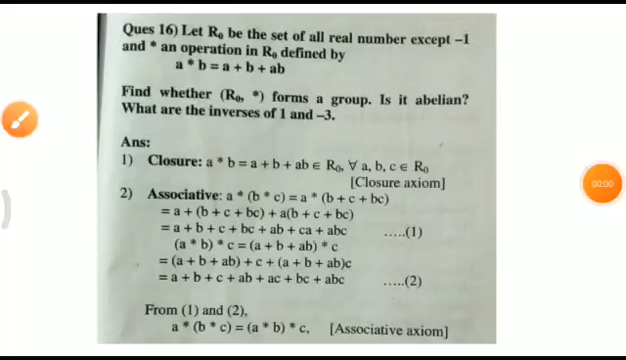 Ques 16) Let R₀ be the set of all real number except –1
and * an operation in R₀ defined by
a * b = a + b + ab
Find whether (R₀, *) forms a group. Is it abelian?
What are the inverses of 1 and –3.
Ans:
1) Closure: a * b = a + b + ab ∈ R₀, ∀ a, b, c ∈ R₀
[Closure axiom]
2) Associative: a * (b * c) = a * (b + c + bc)
= a + (b + c + bc) + a(b + c + bc)
= a + b + c + bc + ab + ca + abc .....(1)
(a * b) * c = (a + b + ab) * c
= (a + b + ab) + c + (a + b + ab)c
= a + b + c + ab + ac + bc + abc .....(2)
From (1) and (2),
a * (b * c) = (a * b) * c, [Associative axiom]
00:00